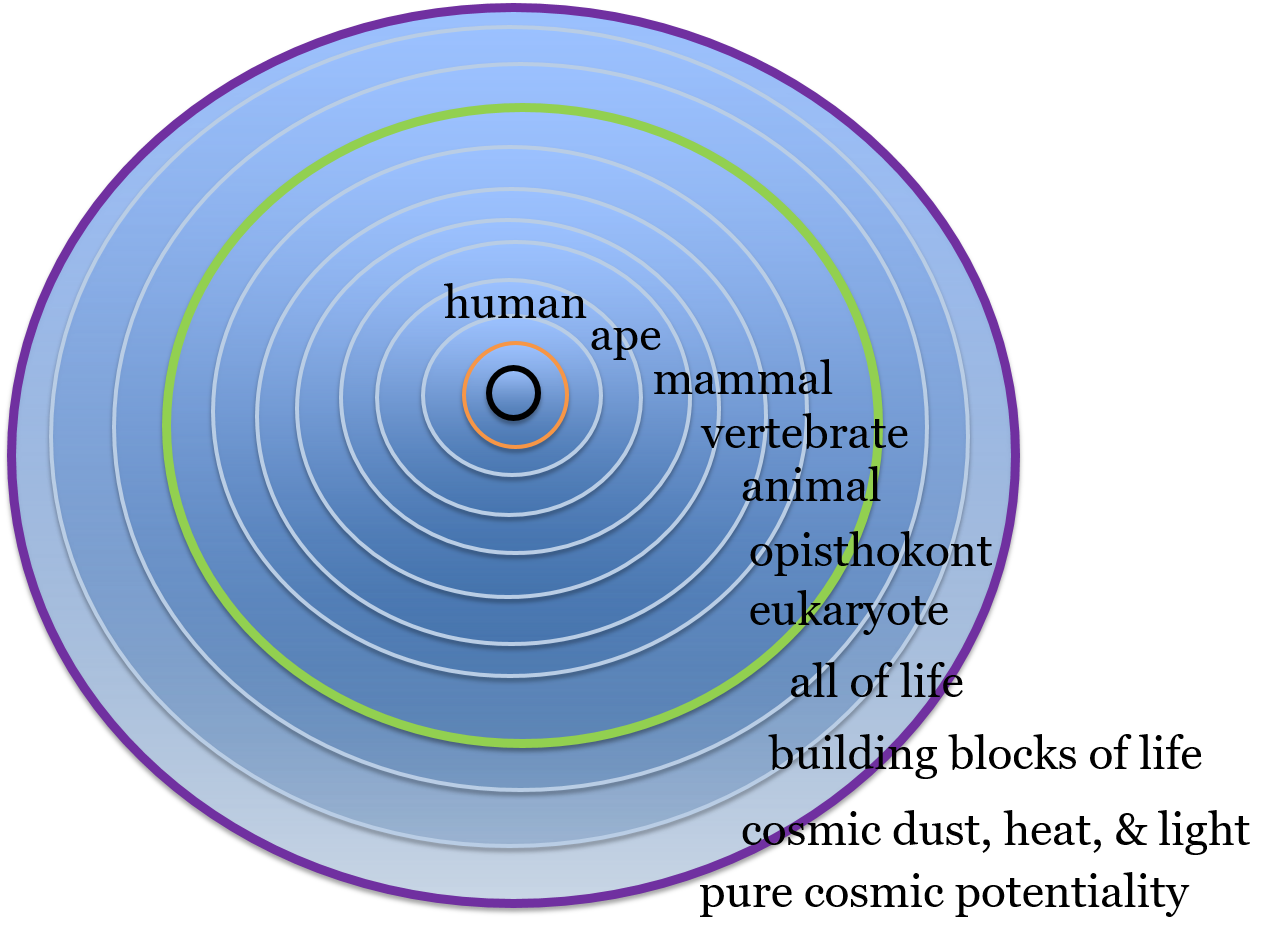 human
ape
mammal
vertebrate
animal
opisthokont
eukaryote
all of life
building blocks of life
cosmic dust, heat, & light
pure cosmic potentiality